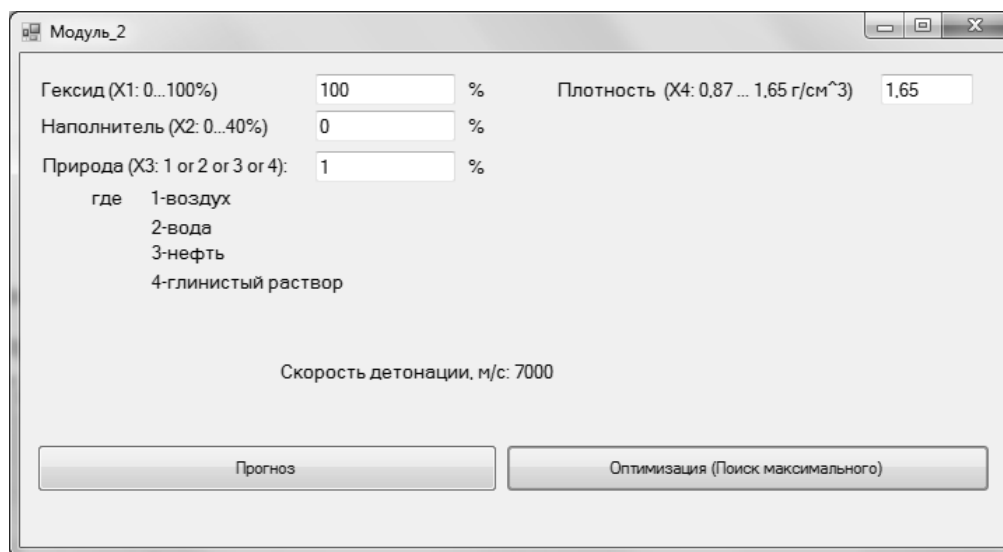 Модуль_2
Гексид (X1: 0...100%) 100 % Плотность (X4: 0,87 ... 1,65 г/см^3) 1,65
Наполнитель (X2: 0...40%) 0 %
Природа (X3: 1 or 2 or 3 or 4): 1 %
где 1-воздух
2-вода
3-нефть
4-глинистый раствор
Скорость детонации, м/с: 7000
Прогноз Оптимизация (Поиск максимального)